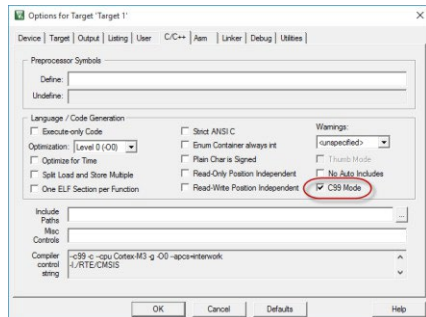 Options for Target 'Target 1'
Device Target Output Listing User C/C++ Asm Linker Debug Utilities
Preprocessor Symbols
Define:
Undefine:
Language / Code Generation
Execute-only Code
Strict ANSI C
Warnings:
Optimization: Level 0 (-O0)
Enum Container always int
<unspecified>
Optimize for Time
Plain Char is Signed
Thumb Mode
Split Load and Store Multiple
Read-Only Position Independent
No Auto Includes
One ELF Section per Function
Read-Write Position Independent
C99 Mode
Include Paths
...
Misc Controls
Compiler control string
--c99 -c --cpu Cortex-M3 -g -O0 --apcs=interwork
-I./RTE/CMSIS
OK Cancel Defaults Help